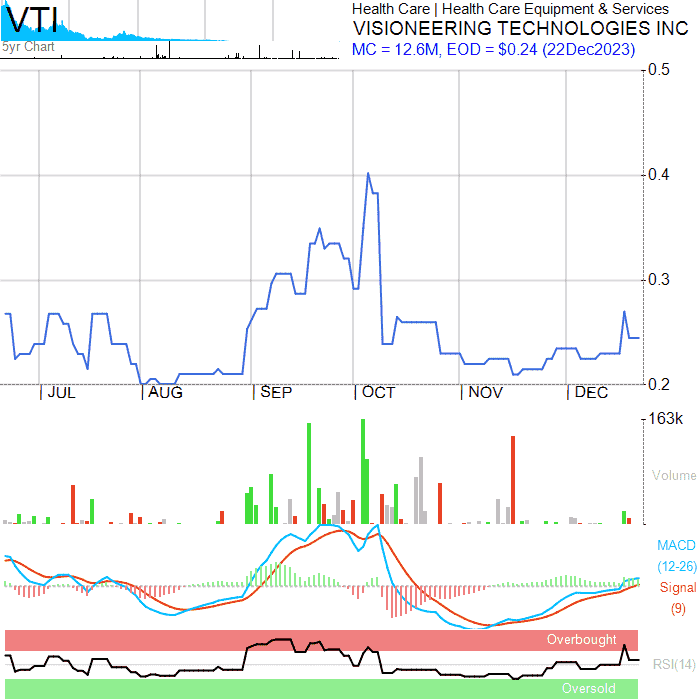 VTI
5yr Chart
Health Care | Health Care Equipment & Services
VISIONEERING TECHNOLOGIES INC
MC = 12.6M, EOD = $0.24 (22Dec2023)
0.5
0.4
0.3
0.2
| JUL | AUG | SEP | OCT | NOV | DEC
163k
Volume
MACD
(12-26)
Signal
(9)
Overbought
RSI(14)
Oversold